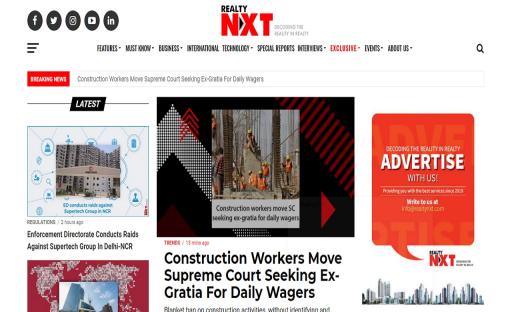 REALTY
NXT
DECODING THE
REALTY IN REALTY
FEATURES
MUST KNOW
BUSINESS
INTERNATIONAL
TECHNOLOGY
SPECIAL REPORTS
INTERVIEWS
EXCLUSIVE
EVENTS
ABOUT US
BREAKING NEWS
Construction Workers Move Supreme Court Seeking Ex-Gratia For Daily Wagers
LATEST
ED conducts raids against
Supertech Group in NCR
REGULATIONS / 2 hours ago
Enforcement Directorate Conducts Raids
Against Supertech Group In Delhi-NCR
Construction workers move SC
seeking ex-gratia for daily wagers
TRENDS / 15 mins ago
Construction Workers Move
Supreme Court Seeking Ex-
Gratia For Daily Wagers
Blanket ban on construction activities, without identifying and
DECODING THE REALTY IN REALTY
ADVERTISE
WITH US!
Providing you with the best services since 2019
Write to us at
info@realtynxt.com
REALTY
NXT